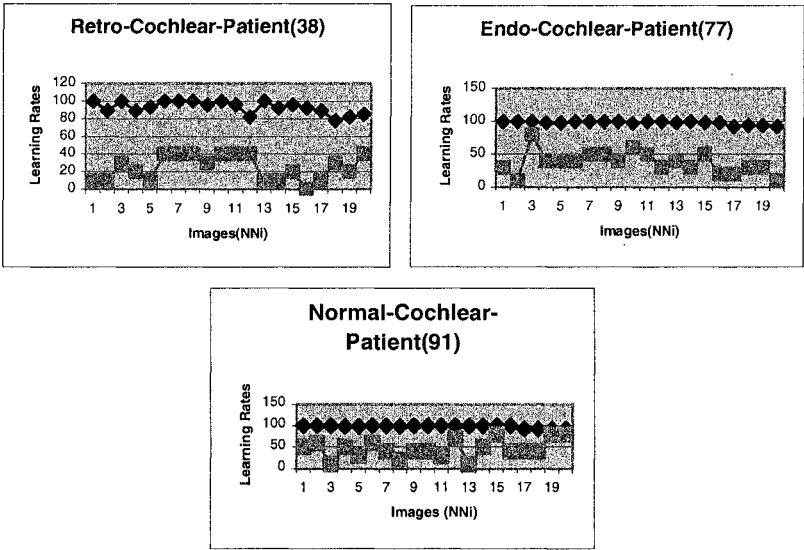 Retro-Cochlear-Patient(38)
Learning Rates
120
100
80
60
40
20
0
1 3 5 7 9 11 13 15 17 19
Images(NNi)
Endo-Cochlear-Patient(77)
Learning Rates
150
100
50
0
1 3 5 7 9 11 13 15 17 19
Images(NNi)
Normal-Cochlear-
Patient(91)
Learning Rates
150
100
50
0
1 3 5 7 9 11 13 15 17 19
Images (NNi)